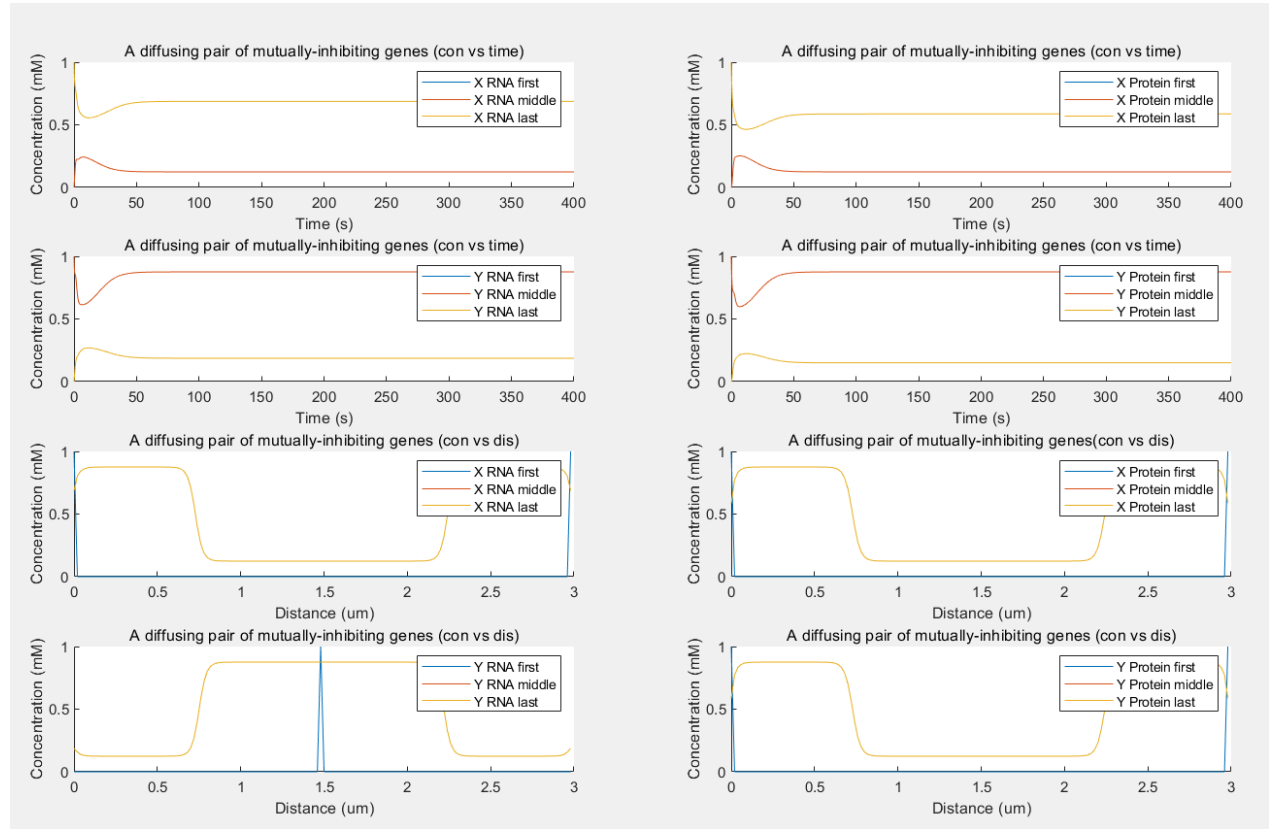 A diffusing pair of mutually-inhibiting genes (con vs time)
Concentration (mM)
1
0.5
0
X RNA first
X RNA middle
X RNA last
0 50 100 150 200 250 300 350 400
Time (s)
A diffusing pair of mutually-inhibiting genes (con vs time)
Concentration (mM)
1
0.5
0
X Protein first
X Protein middle
X Protein last
0 50 100 150 200 250 300 350 400
Time (s)
A diffusing pair of mutually-inhibiting genes (con vs time)
Concentration (mM)
1
0.5
0
Y RNA first
Y RNA middle
Y RNA last
0 50 100 150 200 250 300 350 400
Time (s)
A diffusing pair of mutually-inhibiting genes (con vs time)
Concentration (mM)
1
0.5
0
Y Protein first
Y Protein middle
Y Protein last
0 50 100 150 200 250 300 350 400
Time (s)
A diffusing pair of mutually-inhibiting genes (con vs dis)
Concentration (mM)
1
0.5
0
X RNA first
X RNA middle
X RNA last
0 0.5 1 1.5 2 2.5 3
Distance (um)
A diffusing pair of mutually-inhibiting genes(con vs dis)
Concentration (mM)
1
0.5
0
X Protein first
X Protein middle
X Protein last
0 0.5 1 1.5 2 2.5 3
Distance (um)
A diffusing pair of mutually-inhibiting genes (con vs dis)
Concentration (mM)
1
0.5
0
Y RNA first
Y RNA middle
Y RNA last
0 0.5 1 1.5 2 2.5 3
Distance (um)
A diffusing pair of mutually-inhibiting genes (con vs dis)
Concentration (mM)
1
0.5
0
Y Protein first
Y Protein middle
Y Protein last
0 0.5 1 1.5 2 2.5 3
Distance (um)